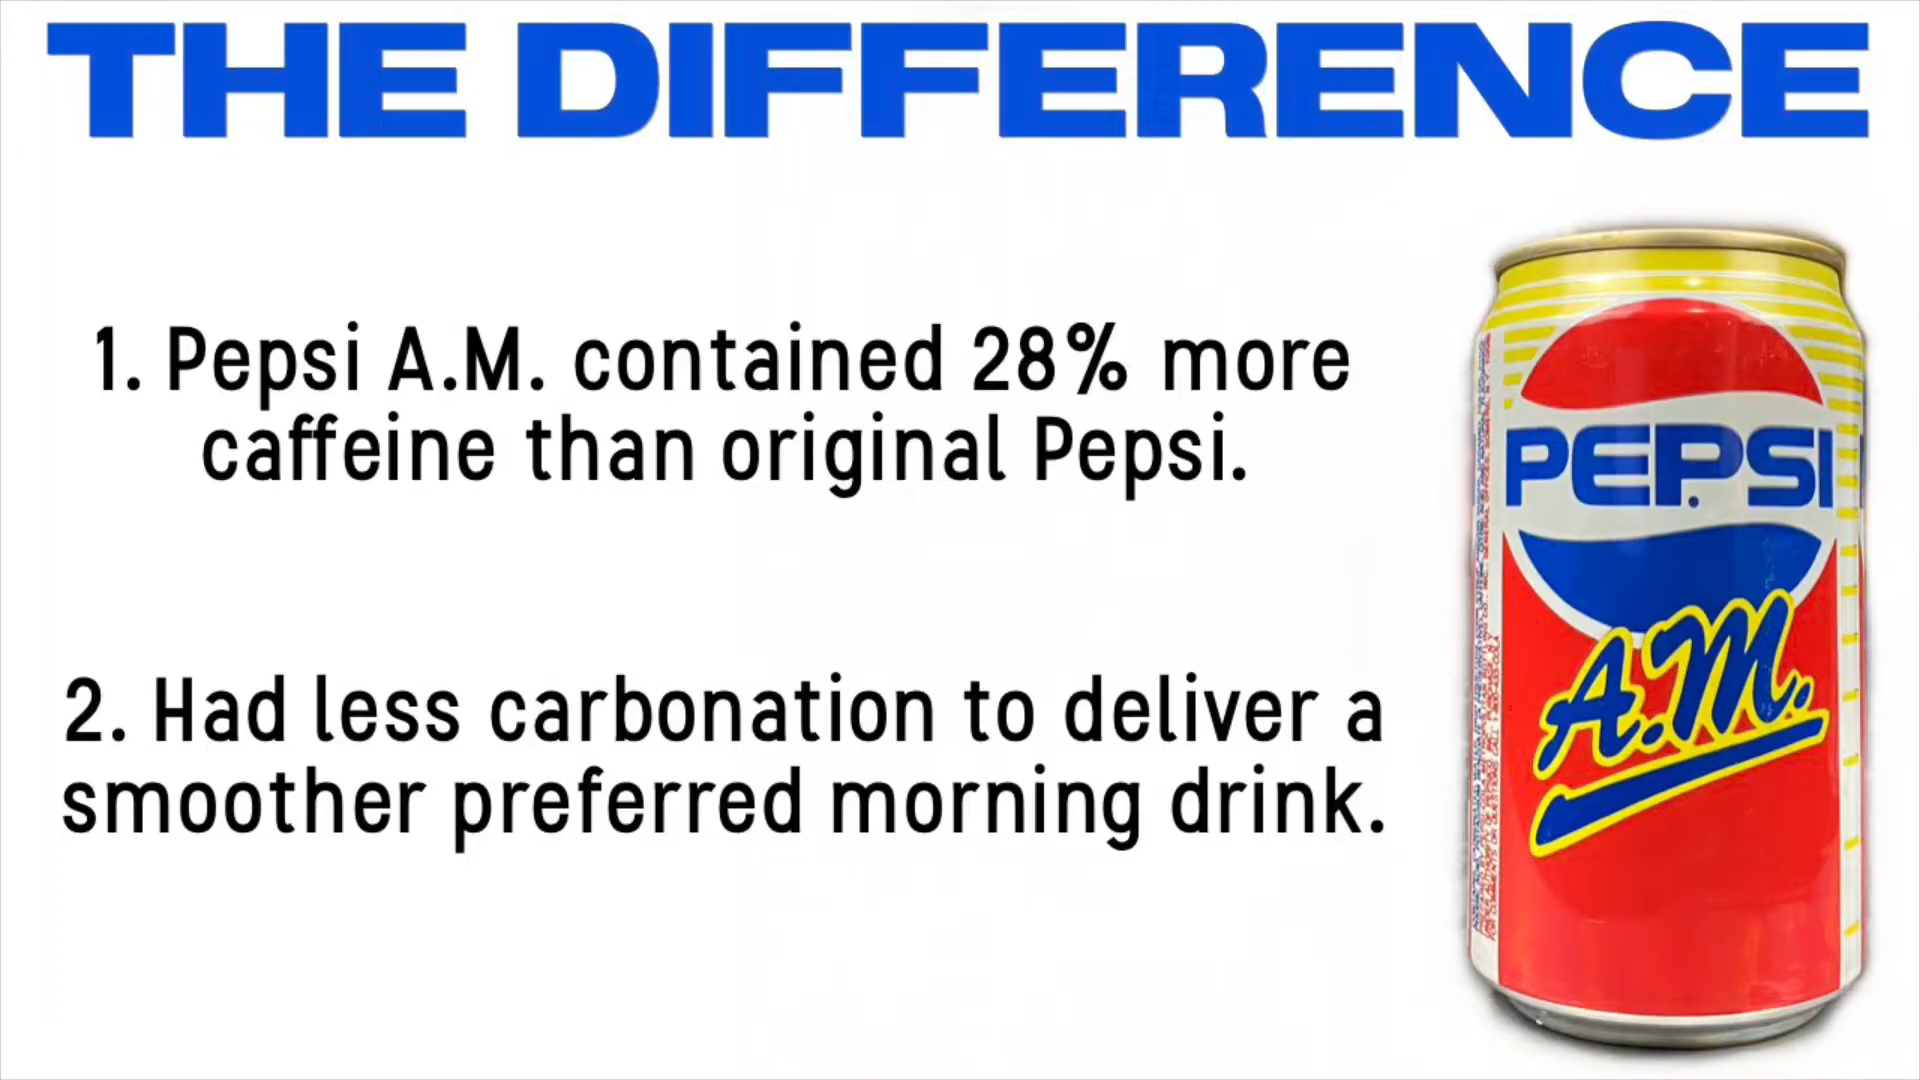 THE DIFFERENCE
1. Pepsi A.M. contained 28% more
caffeine than original Pepsi.
2. Had less carbonation to deliver a
smoother preferred morning drink.
PEPSI
A.M.